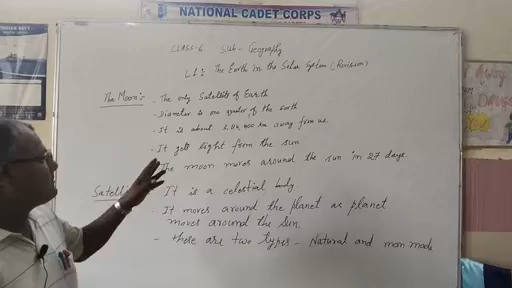 NATIONAL CADET CORPS
CLASS-6 Sub- Geography
L1: The Earth in the Solar System (Revision)
The Moon:- - The only Satellite of Earth
- Diameter is one quater of the earth
- It is about 3,84,400 km away from us.
- It gets light from the sun
The moon moves around the sun in 27 days
Satelli It is a celestial body
- It moves around the planet as planet
moves around the Sun.
- These are two types - Natural and man made